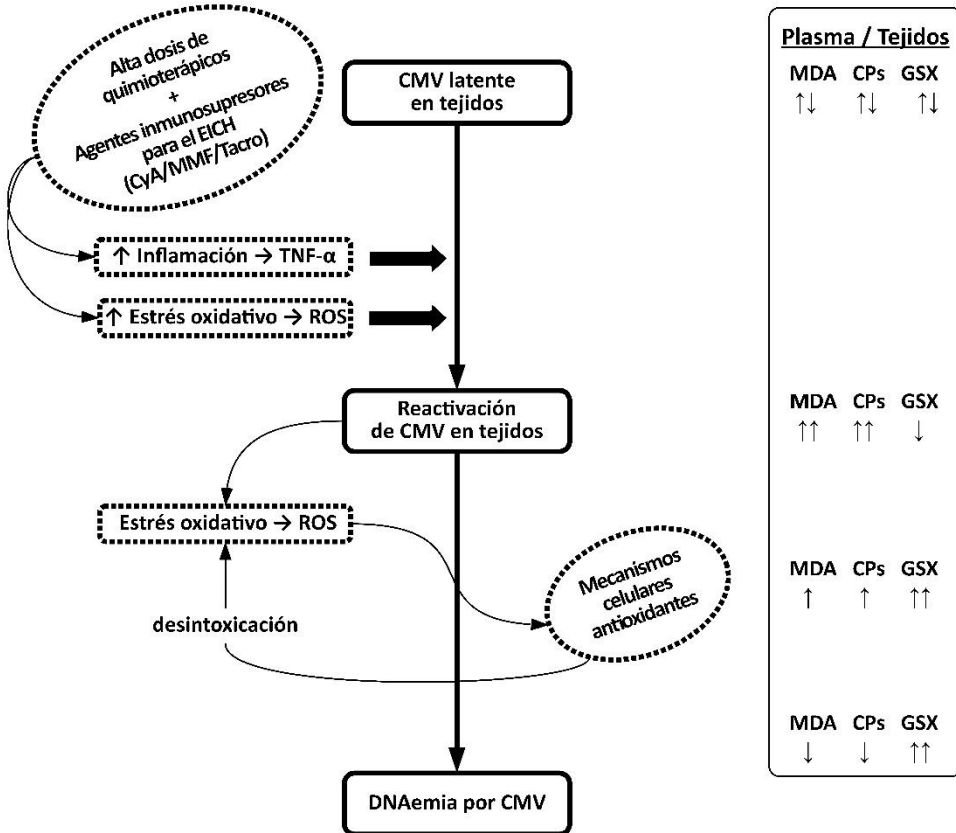 Alta dosis de
quimioterápicos
+
Agentes inmunosupresores
para el EICH
(CyA/MMF/Tacro)
CMV latente
en tejidos
↑ Inflamación → TNF-α
↑ Estrés oxidativo → ROS
Reactivación
de CMV en tejidos
Estrés oxidativo → ROS
Mecanismos
celulares
antioxidantes
desintoxicación
DNAemia por CMV
Plasma / Tejidos
MDA CPs GSX
↑↓ ↑↓ ↑↓
MDA CPs GSX
↑↑ ↑↑ ↓
MDA CPs GSX
↑ ↑ ↑↑
MDA CPs GSX
↓ ↓ ↑↑